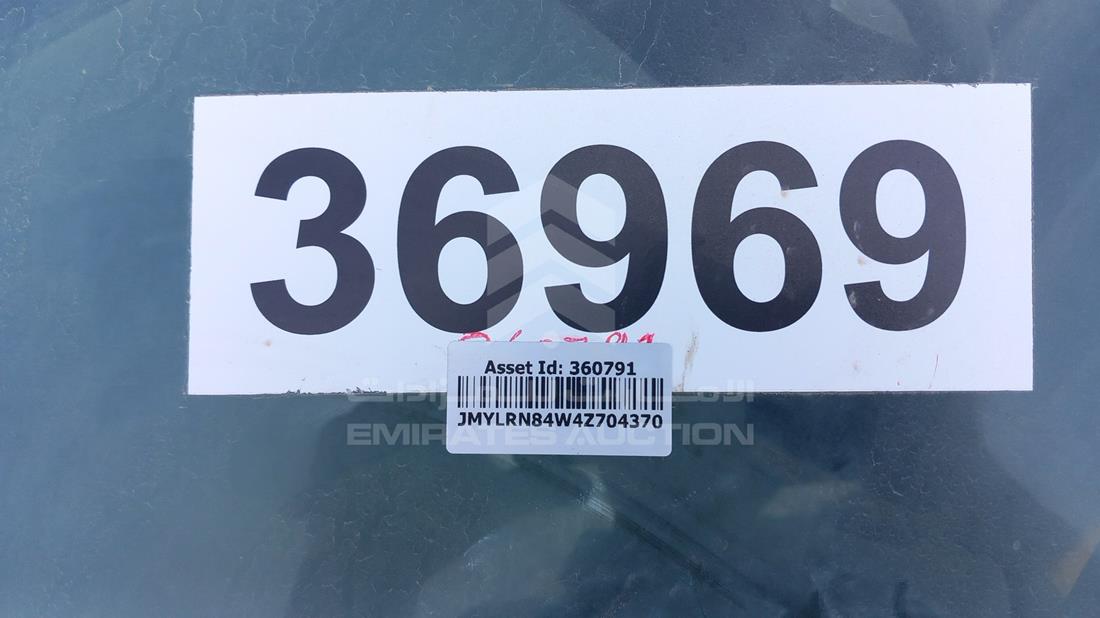 36969
Asset Id: 360791
JMYLRN84W4Z704370
EMIRATES AUCTION